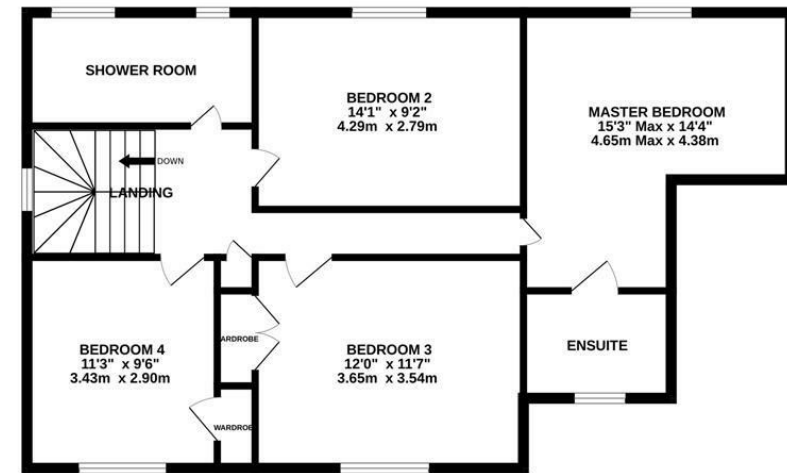 SHOWER ROOM
BEDROOM 2
14'1" x 9'2"
4.29m x 2.79m
MASTER BEDROOM
15'3" Max x 14'4"
4.65m Max x 4.38m
DOWN
LANDING
BEDROOM 4
11'3" x 9'6"
3.43m x 2.90m
ARDROBE
WARDROBE
BEDROOM 3
12'0" x 11'7"
3.65m x 3.54m
ENSUITE